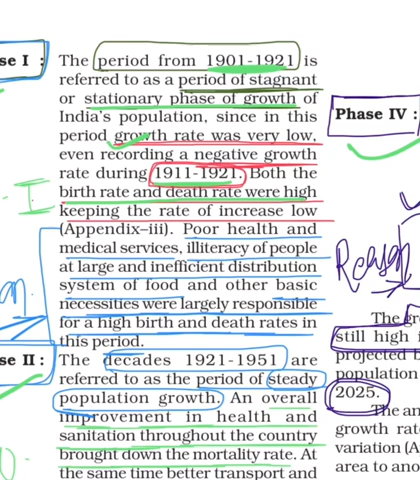 ase I :
The period from 1901-1921 is
referred to as a period of stagnant
or stationary phase of growth of
India's population, since in this
period growth rate was very low,
even recording a negative growth
rate during 1911-1921. Both the
birth rate and death rate were high
keeping the rate of increase low
(Appendix–iii). Poor health and
medical services, illiteracy of people
at large and inefficient distribution
system of food and other basic
necessities were largely responsible
for a high birth and death rates in
this period.
ase II :
The decades 1921-1951 are
referred to as the period of steady
population growth. An overall
improvement in health and
sanitation throughout the country
brought down the mortality rate. At
the same time better transport and
I
Phase IV :
Reason
The
still high i
projected b
population
2025.
The an
growth rate
variation (A
area to ano